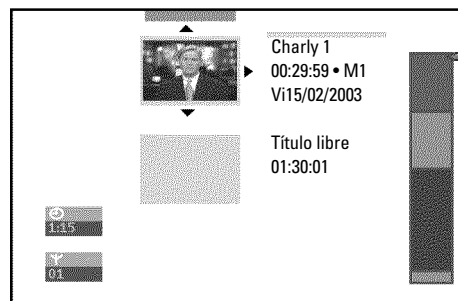 Charly 1
00:29:59 • M1
Vi15/02/2003
Título libre
01:30:01
1:15
01